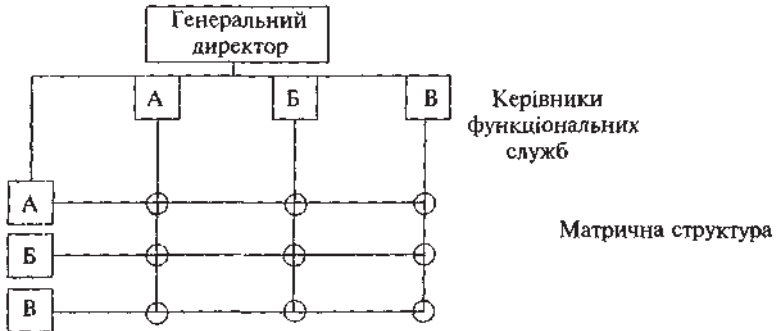 Генеральний
директор
А Б В
Керівники
функціональних
служб
А
Матрична структура
Б
В